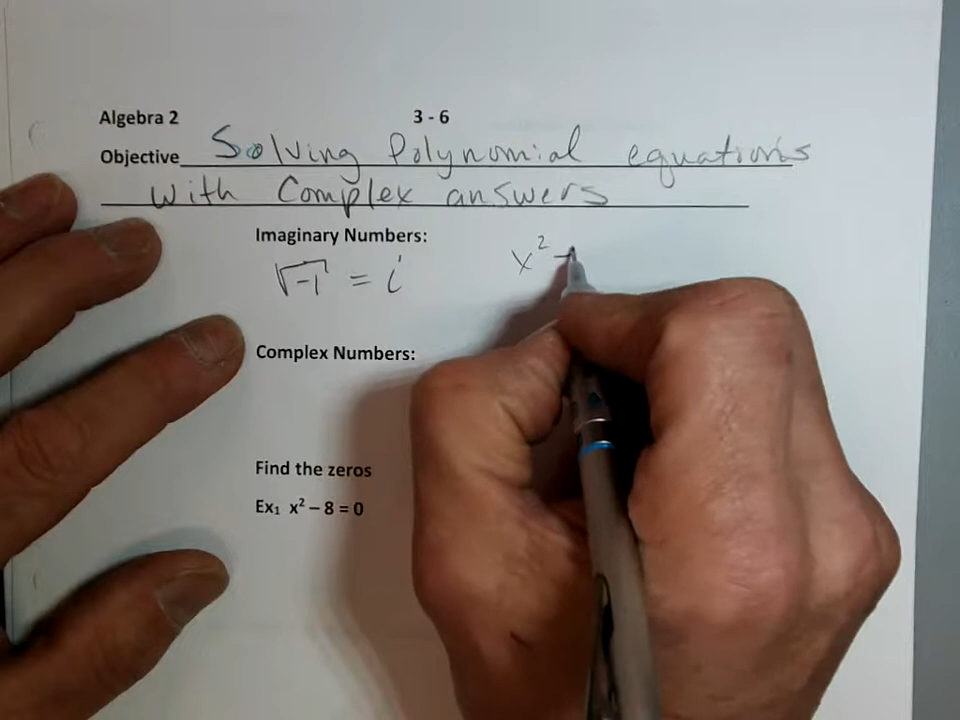 Algebra 2 3 - 6
Objective Solving Polynomial equations
with Complex answers
Imaginary Numbers:
√-1 = i x² -
Complex Numbers:
Find the zeros
Ex₁ x² – 8 = 0